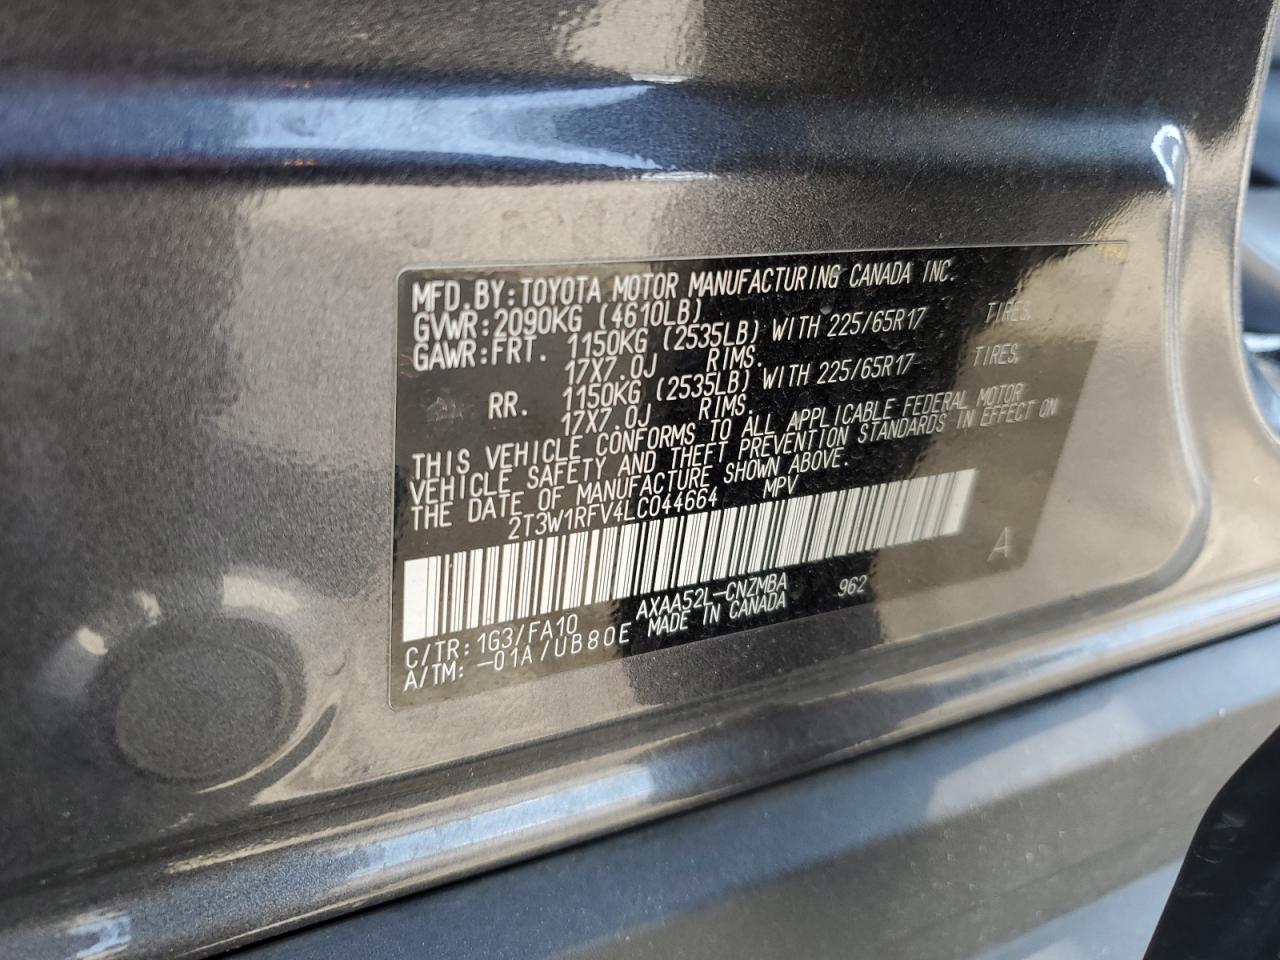 MFD.BY:TOYOTA MOTOR MANUFACTURING CANADA INC.
GVWR:2090KG (4610LB)
GAWR:FRT. 1150KG (2535LB) WITH 225/65R17 TIRES,
17X7.0J RIMS.
RR. 1150KG (2535LB) WITH 225/65R17 TIRES,
17X7.0J RIMS.
THIS VEHICLE CONFORMS TO ALL APPLICABLE FEDERAL MOTOR
VEHICLE SAFETY AND THEFT PREVENTION STANDARDS IN EFFECT ON
THE DATE OF MANUFACTURE SHOWN ABOVE.
2T3W1RFV4LC044664 MPV
A
C/TR:1G3/FA10 AXAA52L-CNZMBA 962
A/TM:-01A/UB80E MADE IN CANADA